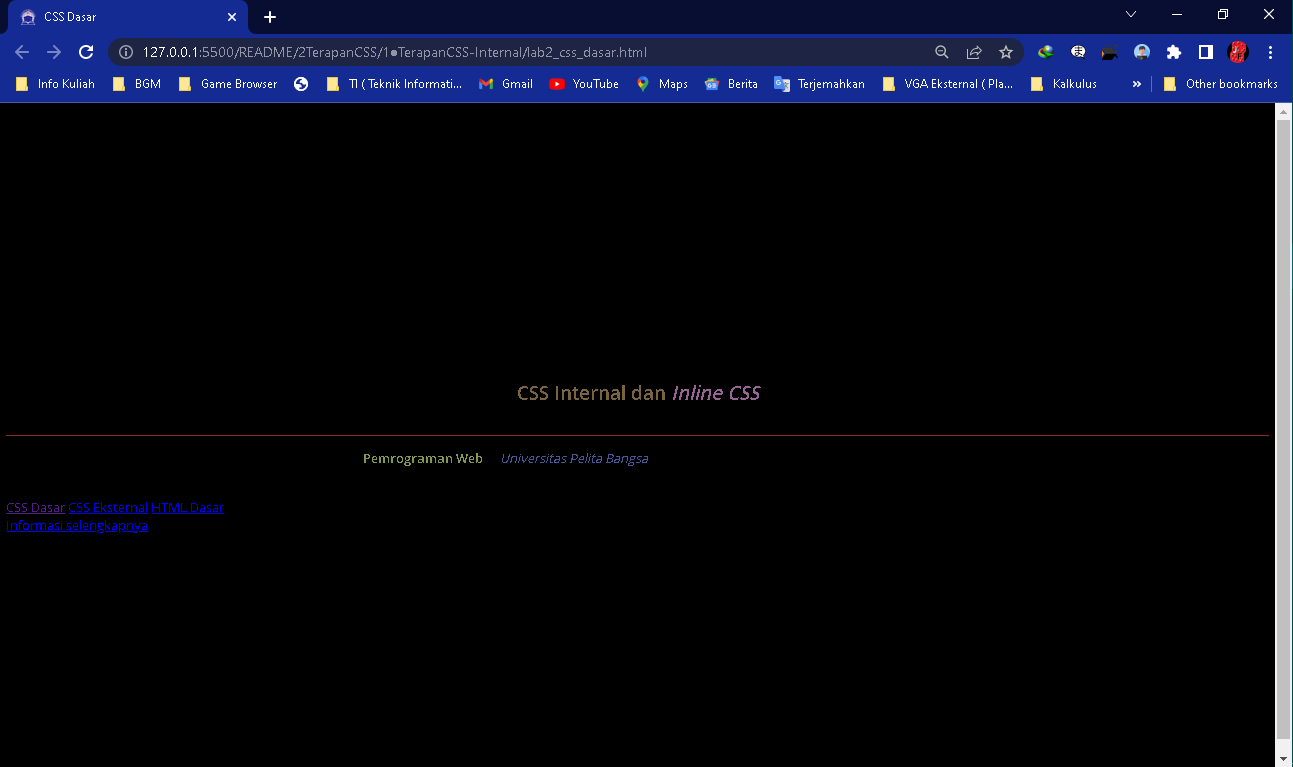 CSS Dasar
127.0.0.1:5500/README/2TerapanCSS/1●TerapanCSS-Internal/lab2_css_dasar.html
Info Kuliah BGM Game Browser TI ( Teknik Informati... Gmail YouTube Maps Berita Terjemahkan VGA Eksternal ( Pla... Kalkulus » Other bookmarks
CSS Internal dan Inline CSS
Pemrograman Web Universitas Pelita Bangsa
CSS Dasar CSS Eksternal HTML Dasar
Informasi selengkapnya